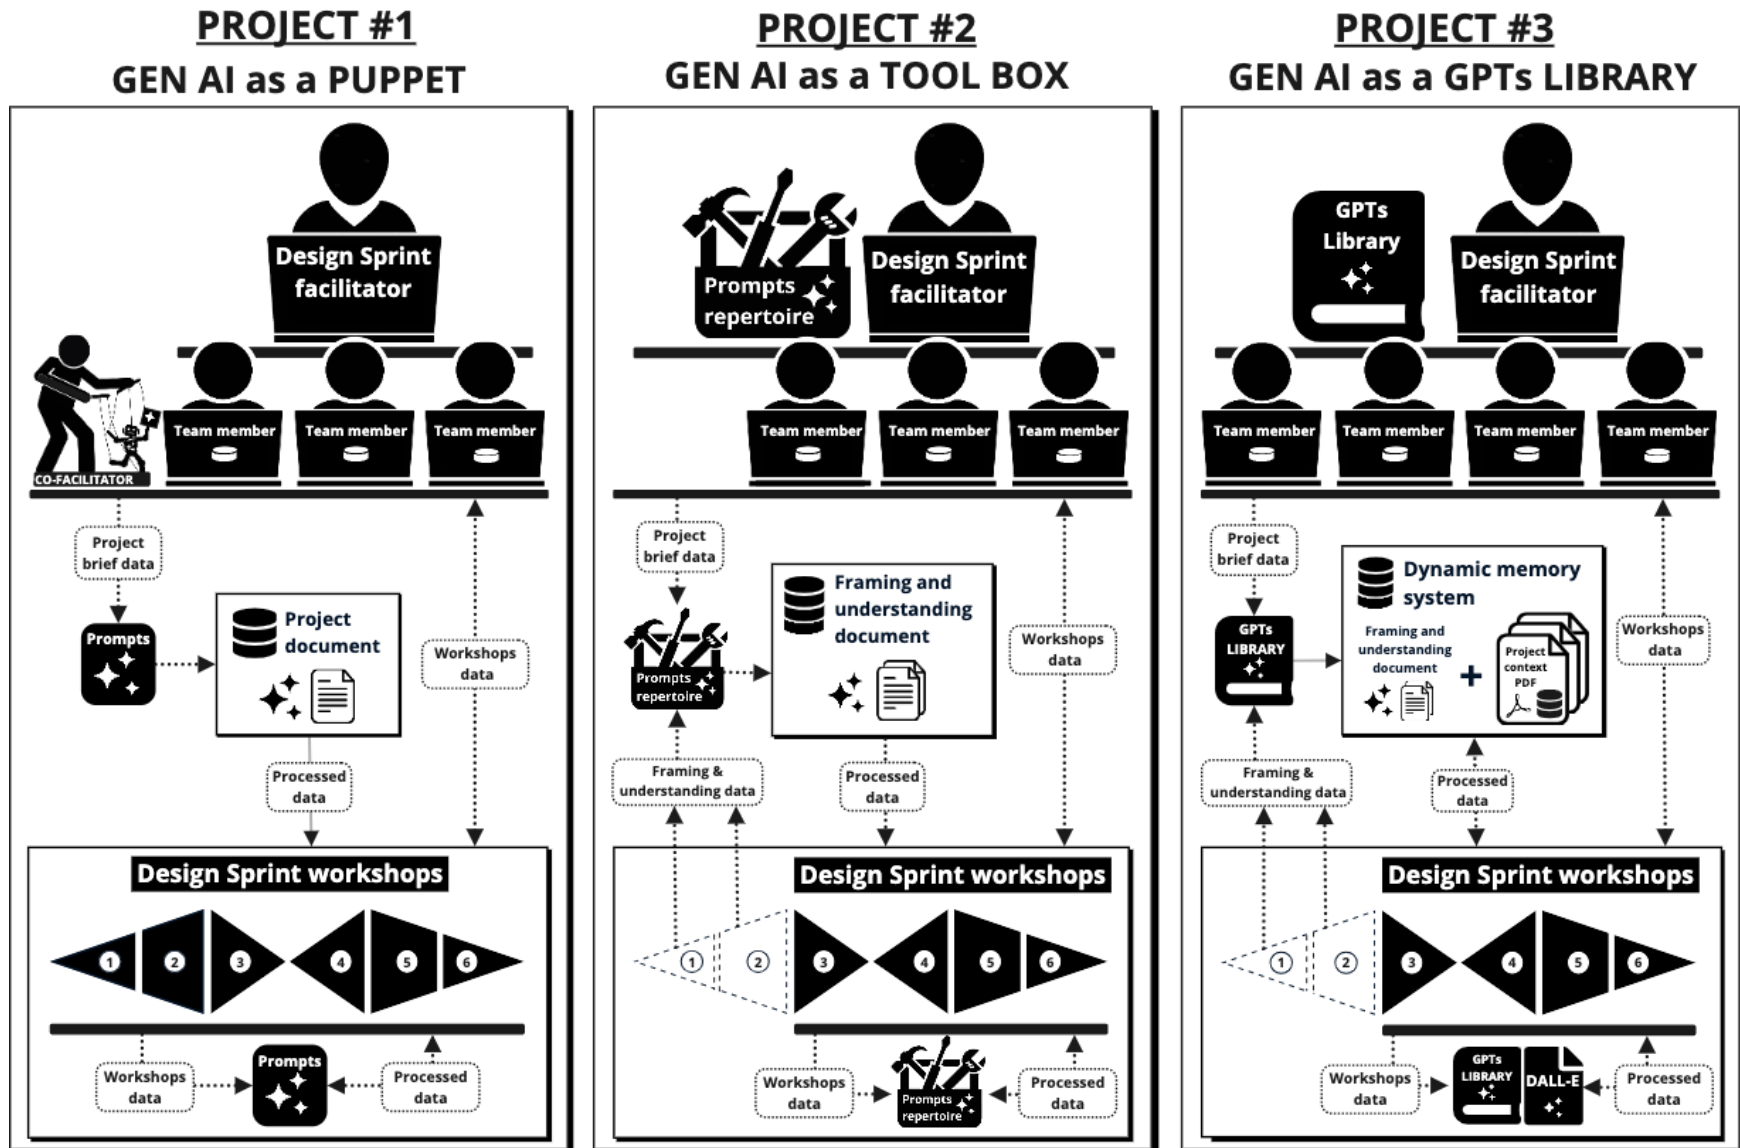 PROJECT #1
GEN AI as a PUPPET
Design Sprint
facilitator
CO-FACILITATOR
Team member
Team member
Team member
Project
brief data
Prompts
Project
document
Workshops
data
Processed
data
Design Sprint workshops
1
2
3
4
5
6
Workshops
data
Prompts
Processed
data
PROJECT #2
GEN AI as a TOOL BOX
Prompts
repertoire
Design Sprint
facilitator
Team member
Team member
Team member
Project
brief data
Prompts
repertoire
Framing and
understanding
document
Workshops
data
Framing &
understanding data
Processed
data
Design Sprint workshops
1
2
3
4
5
6
Workshops
data
Prompts
repertoire
Processed
data
PROJECT #3
GEN AI as a GPTs LIBRARY
GPTs
Library
Design Sprint
facilitator
Team member
Team member
Team member
Team member
Project
brief data
GPTs
LIBRARY
Dynamic memory
system
Framing and
understanding
document
+
Project
context
PDF
Workshops
data
Framing &
understanding data
Processed
data
Design Sprint workshops
1
2
3
4
5
6
Workshops
data
GPTs
LIBRARY
DALL-E
Processed
data